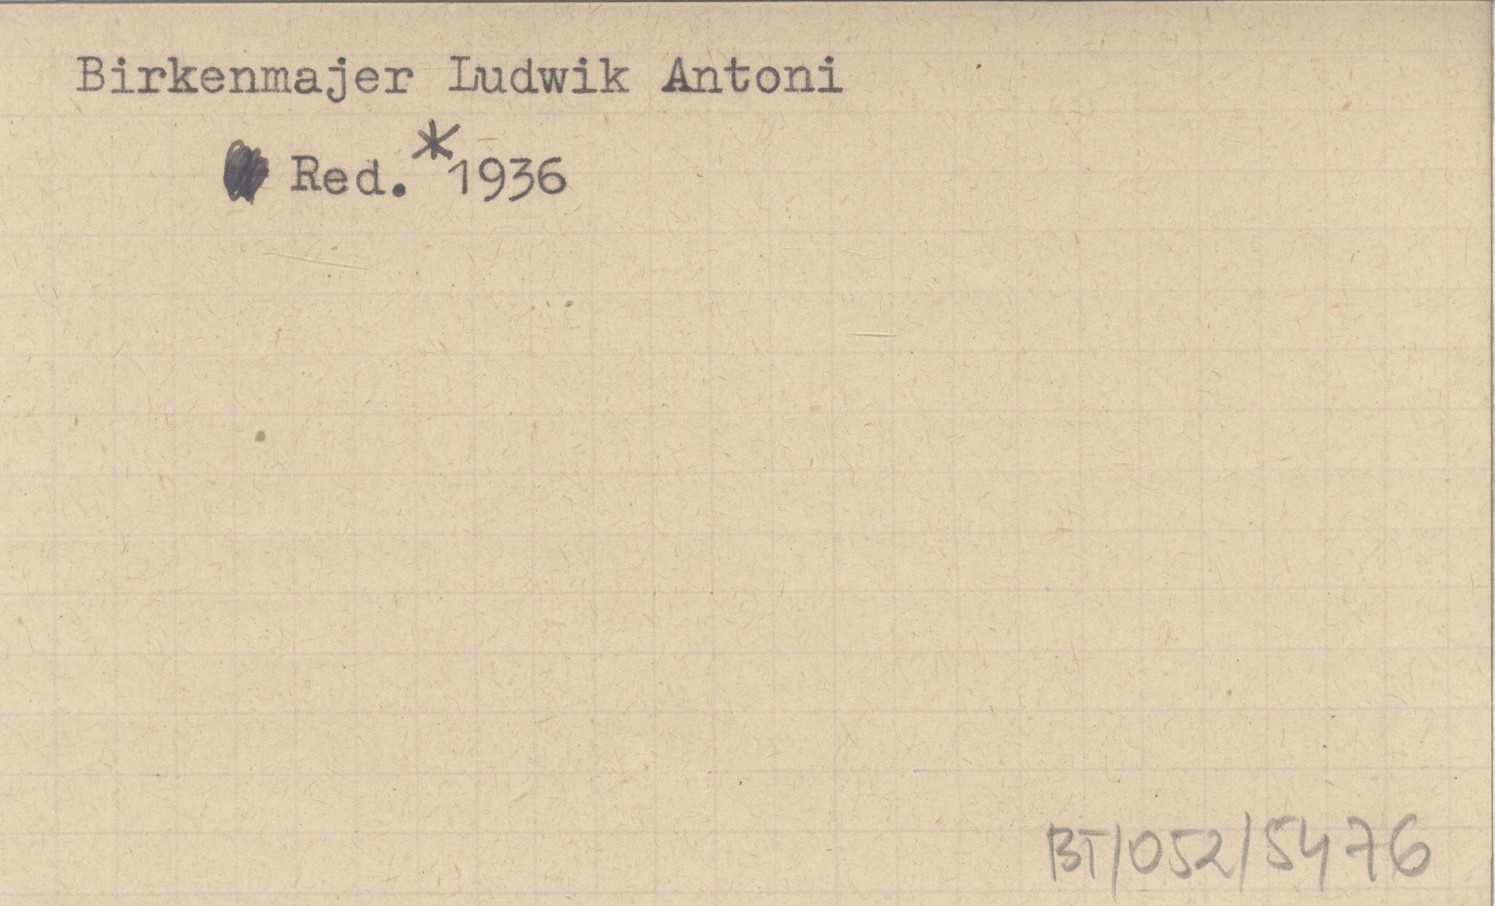 Birkenmajer Ludwik Antoni
Red. *1936
BT/052/5476